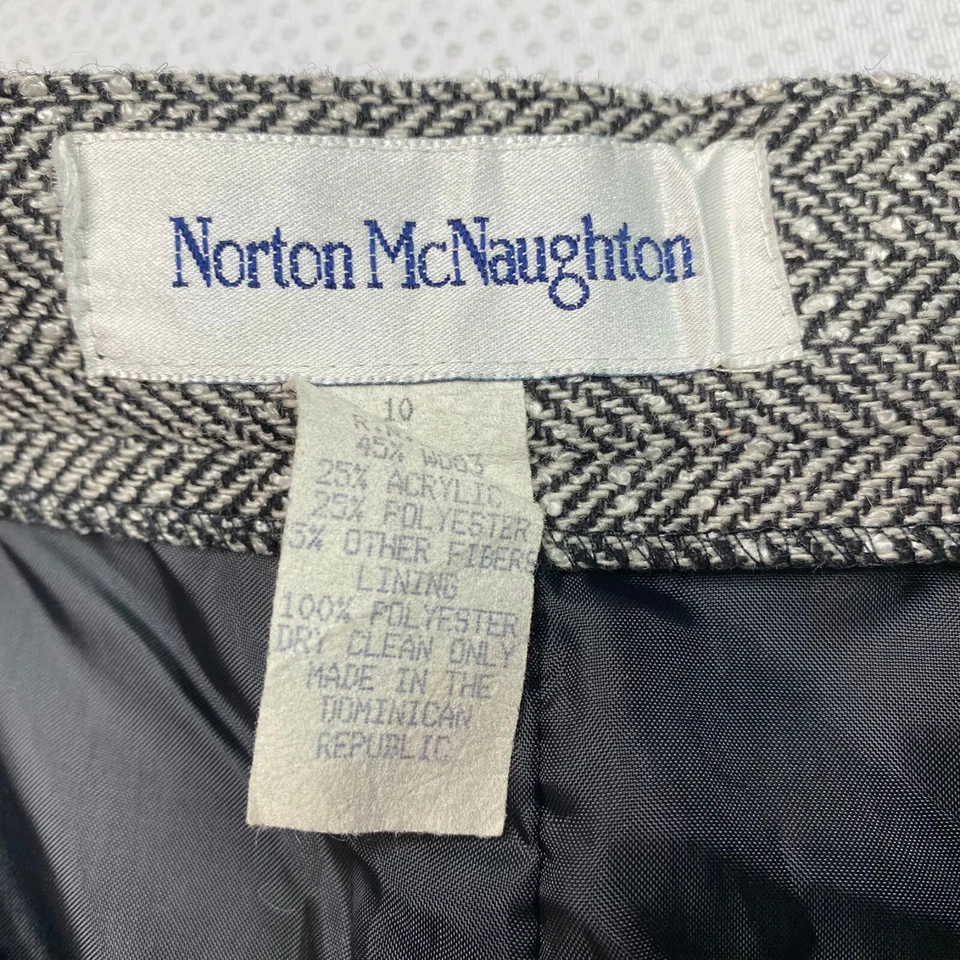 Norton McNaughton
10
45%
25% ACRYLIC
25% POLYESTER
5% OTHER FIBERS
LINING
100% POLYESTER
DRY CLEAN ONLY
MADE IN THE
DOMINICAN
REPUBLIC